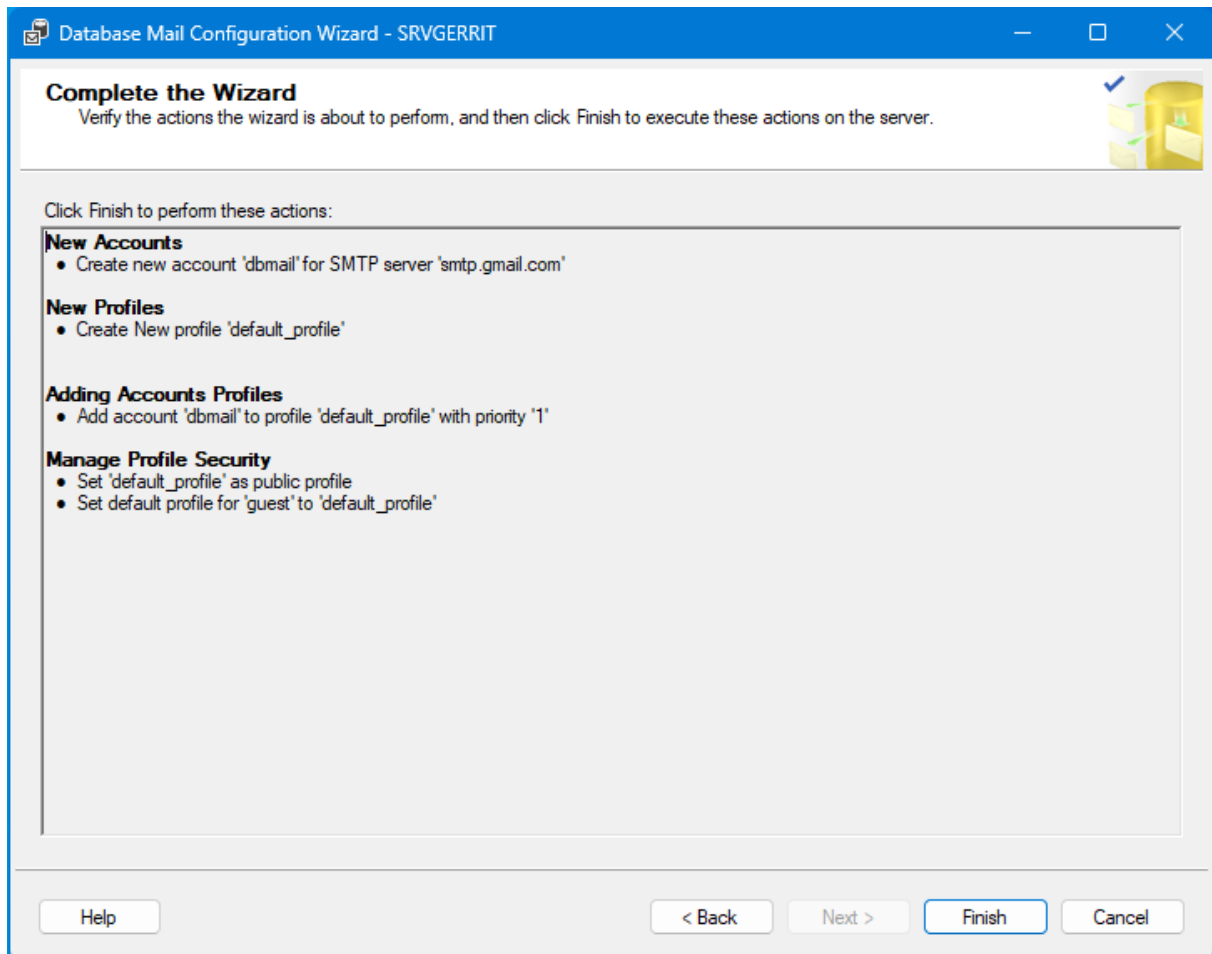 Database Mail Configuration Wizard - SRVGERRIT
Complete the Wizard
Verify the actions the wizard is about to perform, and then click Finish to execute these actions on the server.
Click Finish to perform these actions:
New Accounts
• Create new account 'dbmail' for SMTP server 'smtp.gmail.com'
New Profiles
• Create New profile 'default_profile'
Adding Accounts Profiles
• Add account 'dbmail' to profile 'default_profile' with priority '1'
Manage Profile Security
• Set 'default_profile' as public profile
• Set default profile for 'guest' to 'default_profile'
Help
< Back
Next >
Finish
Cancel